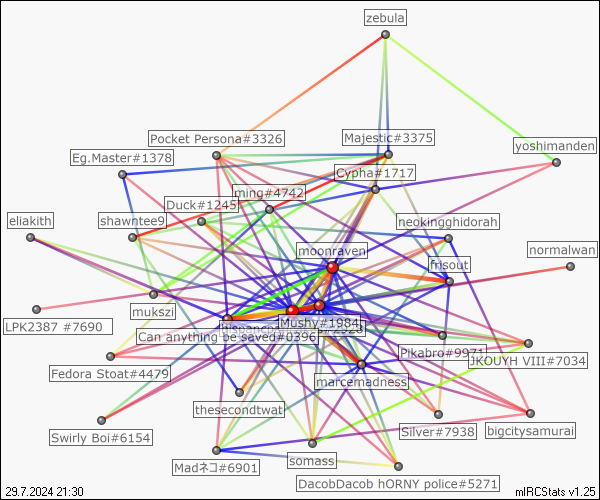 zebula
Pocket Persona#3326
Majestic#3375
yoshimanden
Eg.Master#1378
Cypha#1717
ming#4742
Duck#1245
eliakith
shawntee9
neokingghidorah
moonraven
normalwan
frisout
mukszi
LPK2387 #7690
Mushy#1984
Can anything be saved#0396
Pikabro#9971
JKOUYH VIII#7034
Fedora Stoat#4479
marcemadness
thesecondtwat
Silver#7938
bigcitysamurai
Swirly Boi#6154
somass
Madネコ#6901
DacobDacob hORNY police#5271
29.7.2024 21:30
mIRCStats v1.25